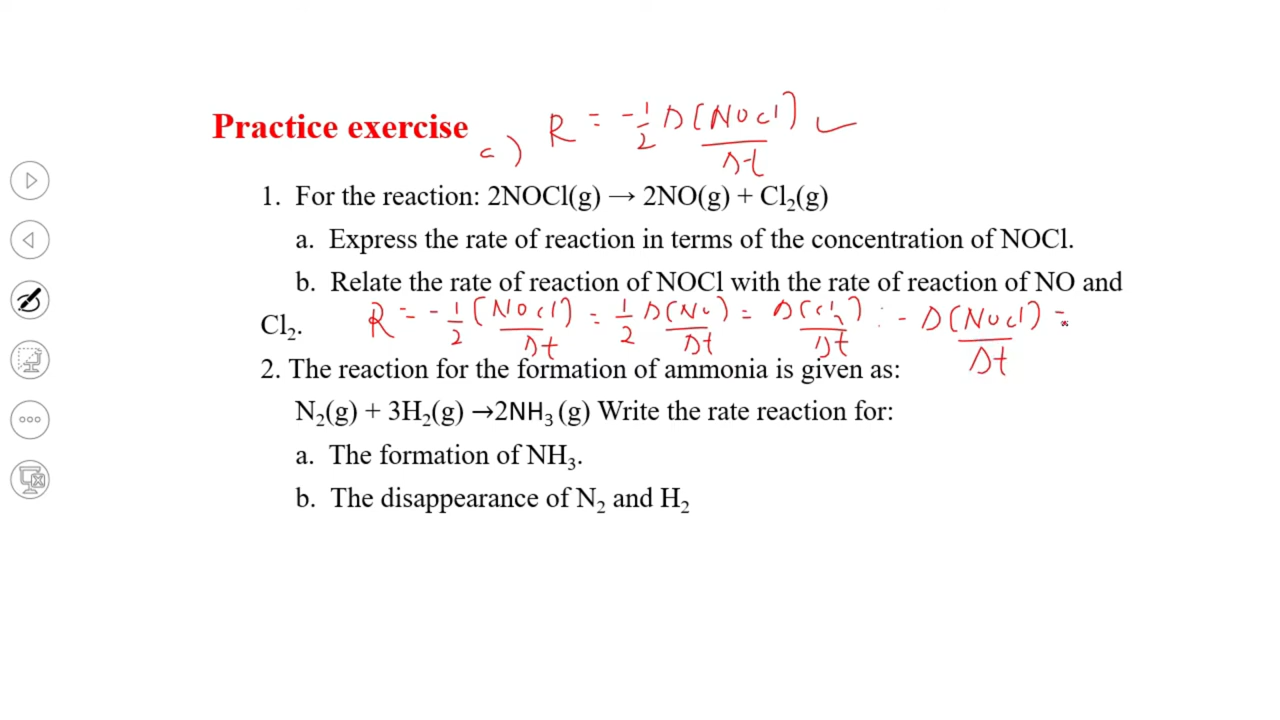 Practice exercise
a) R = -1/2 Δ[NOCl]/Δt ✓
1. For the reaction: 2NOCl(g) → 2NO(g) + Cl₂(g)
a. Express the rate of reaction in terms of the concentration of NOCl.
b. Relate the rate of reaction of NOCl with the rate of reaction of NO and
Cl₂. R = -1/2 [NOCl]/Δt = 1/2 Δ[NO]/Δt = Δ[Cl₂]/Δt : - Δ[NOCl]/Δt =
2. The reaction for the formation of ammonia is given as:
N₂(g) + 3H₂(g) →2NH₃ (g) Write the rate reaction for:
a. The formation of NH₃.
b. The disappearance of N₂ and H₂